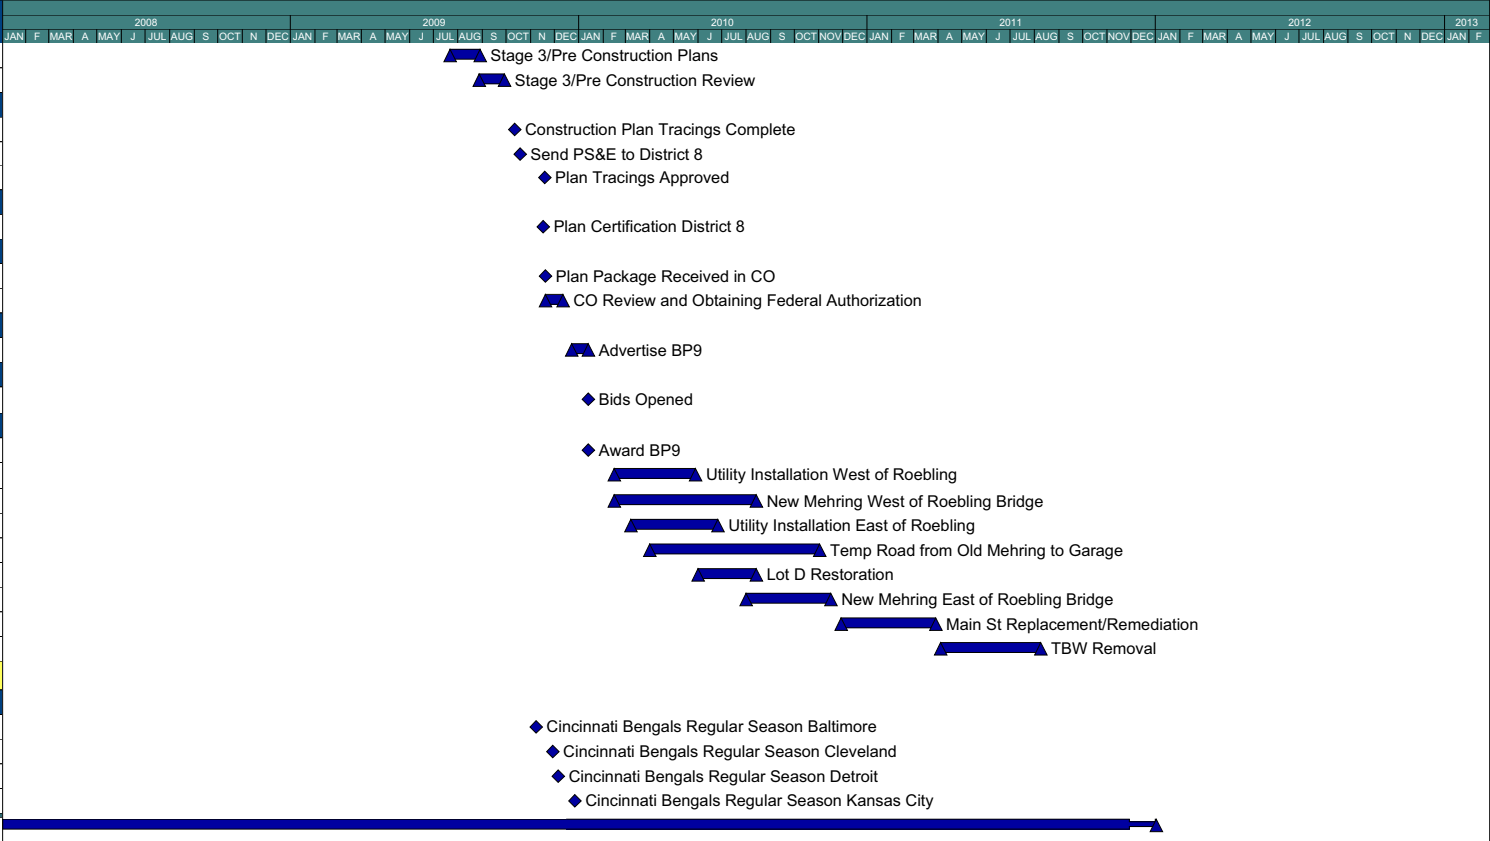 2008 2009 2010 2011 2012 2013
JAN F MAR A MAY J JUL AUG S OCT N DEC JAN F MAR A MAY J JUL AUG S OCT N DEC JAN F MAR A MAY J JUL AUG S OCT NOV DEC JAN F MAR A MAY J JUL AUG S OCT NOV DEC JAN F MAR A MAY J JUL AUG S OCT N DEC JAN F
Stage 3/Pre Construction Plans
Stage 3/Pre Construction Review
Construction Plan Tracings Complete
Send PS&E to District 8
Plan Tracings Approved
Plan Certification District 8
Plan Package Received in CO
CO Review and Obtaining Federal Authorization
Advertise BP9
Bids Opened
Award BP9
Utility Installation West of Roebling
New Mehring West of Roebling Bridge
Utility Installation East of Roebling
Temp Road from Old Mehring to Garage
Lot D Restoration
New Mehring East of Roebling Bridge
Main St Replacement/Remediation
TBW Removal
Cincinnati Bengals Regular Season Baltimore
Cincinnati Bengals Regular Season Cleveland
Cincinnati Bengals Regular Season Detroit
Cincinnati Bengals Regular Season Kansas City